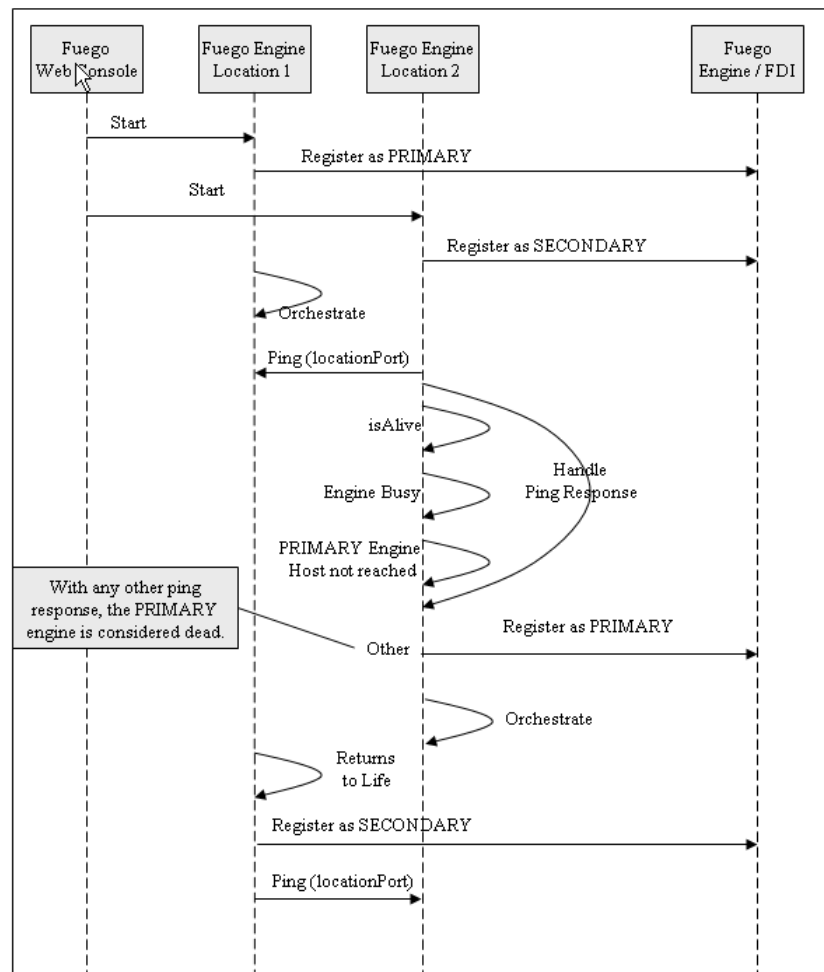 Fuego
Web Console
Fuego Engine
Location 1
Fuego Engine
Location 2
Fuego
Engine / FDI
Start
Register as PRIMARY
Start
Register as SECONDARY
Orchestrate
Ping (locationPort)
isAlive
Handle
Ping Response
Engine Busy
PRIMARY Engine
Host not reached
With any other ping
response, the PRIMARY
engine is considered dead.
Register as PRIMARY
Other
Orchestrate
Returns
to Life
Register as SECONDARY
Ping (locationPort)